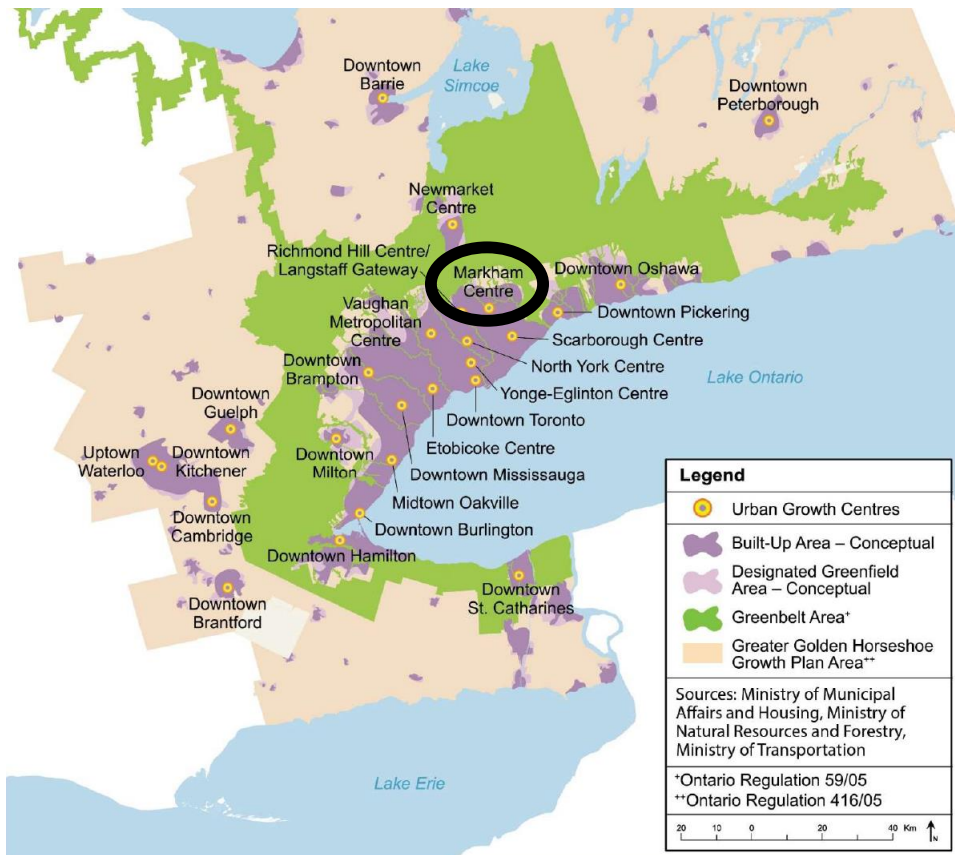 Downtown
Barrie
Lake
Simcoe
Downtown
Peterborough
Newmarket
Centre
Richmond Hill Centre/
Langstaff Gateway
Markham
Centre
Downtown Oshawa
Vaughan
Metropolitan
Centre
Downtown Pickering
Scarborough Centre
North York Centre
Downtown
Brampton
Lake Ontario
Yonge-Eglinton Centre
Downtown
Guelph
Downtown Toronto
Etobicoke Centre
Uptown
Waterloo
Downtown
Kitchener
Downtown
Milton
Downtown Mississauga
Midtown Oakville
Downtown
Cambridge
Downtown Burlington
Downtown Hamilton
Downtown
St. Catharines
Downtown
Brantford
Lake Erie
Legend
Urban Growth Centres
Built-Up Area – Conceptual
Designated Greenfield
Area – Conceptual
Greenbelt Area+
Greater Golden Horseshoe
Growth Plan Area++
Sources: Ministry of Municipal
Affairs and Housing, Ministry of
Natural Resources and Forestry,
Ministry of Transportation
+Ontario Regulation 59/05
++Ontario Regulation 416/05
20 10 0 20 40 Km
N